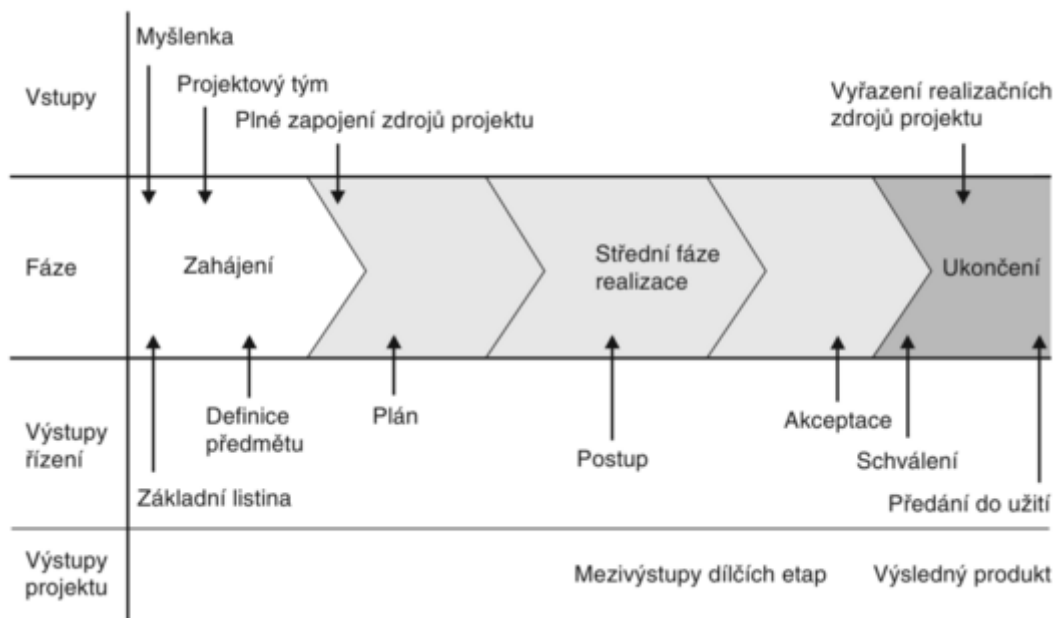 Myšlenka
Projektový tým
Vstupy
Plné zapojení zdrojů projektu
Vyřazení realizačních
zdrojů projektu
Fáze
Zahájení
Střední fáze
realizace
Ukončení
Výstupy
řízení
Definice
předmětu
Plán
Postup
Akceptace
Schválení
Základní listina
Předání do užití
Výstupy
projektu
Mezivýstupy dílčích etap
Výsledný produkt